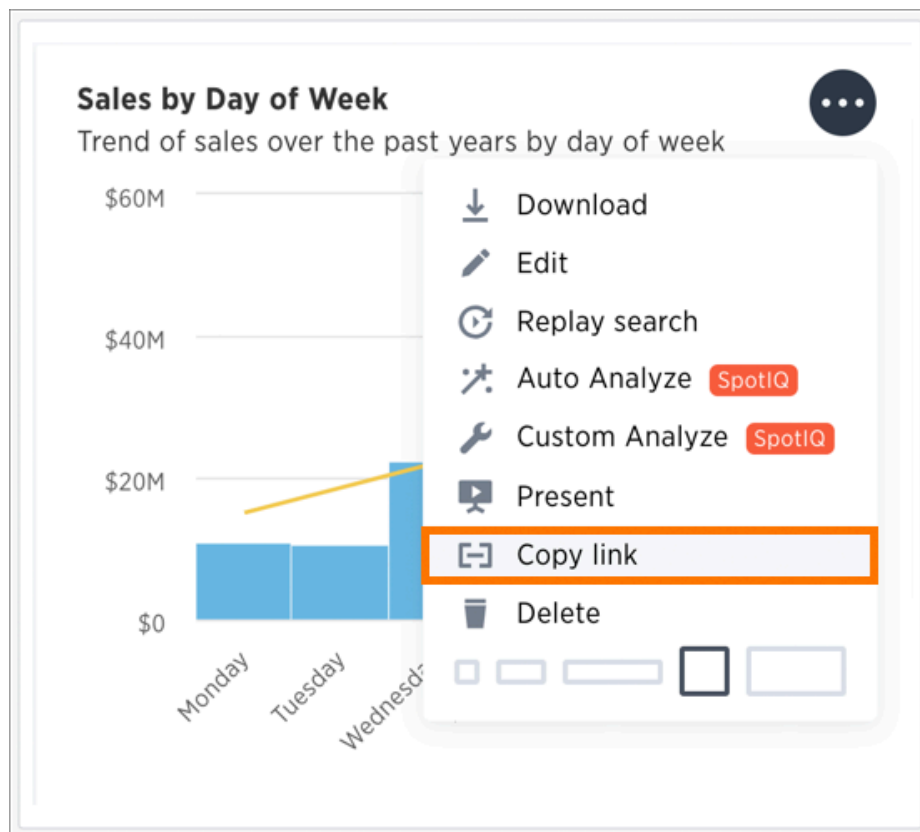 Sales by Day of Week
Trend of sales over the past years by day of week
$60M
$40M
$20M
$0
Monday
Tuesday
Download
Edit
Replay search
Auto Analyze SpotIQ
Custom Analyze SpotIQ
Present
Copy link
Delete